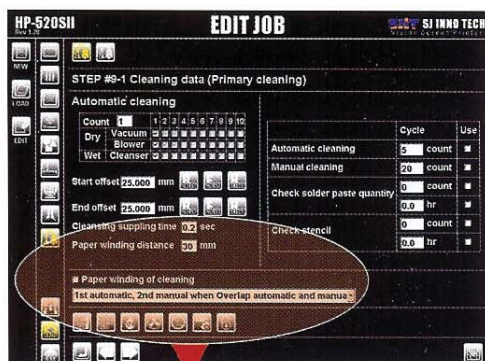 HP-520SII
Rev 1.28
EDIT JOB
SJ INNO TECH
NEW
LOAD
EDIT
STEP #9-1 Cleaning data (Primary cleaning)
Automatic cleaning
Count 1 1 2 3 4 5 6 7 8 9 10
Dry Vacuum
Blower
Wet Cleanser
Start offset 25.000 mm
End offset 25.000 mm
Cleansing suppling time 0.2 sec
Paper winding distance 30 mm
Cycle Use
Automatic cleaning 5 count
Manual cleaning 20 count
Check solder paste quantity 0 count
0.0 hr
Check stencil 0 count
0.0 hr
Paper winding of cleaning
1st automatic, 2nd manual when Overlap automatic and manua